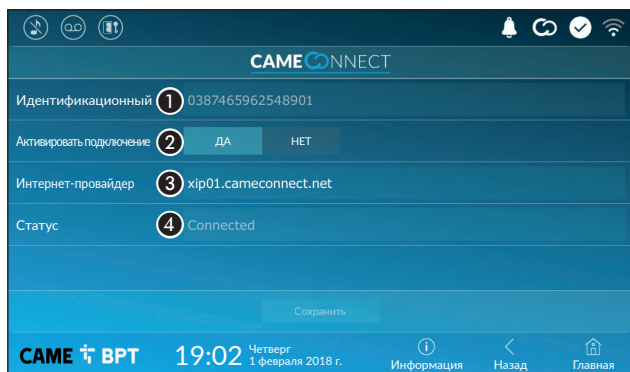 CAMECONNECT
Идентификационный 1 0387465962548901
Активировать подключение 2 ДА НЕТ
Интернет-провайдер 3 xip01.cameconnect.net
Статус 4 Connected
Сохранить
CAME BPT 19:02 Четверг
1 февраля 2018 г.
Информация Назад Главная